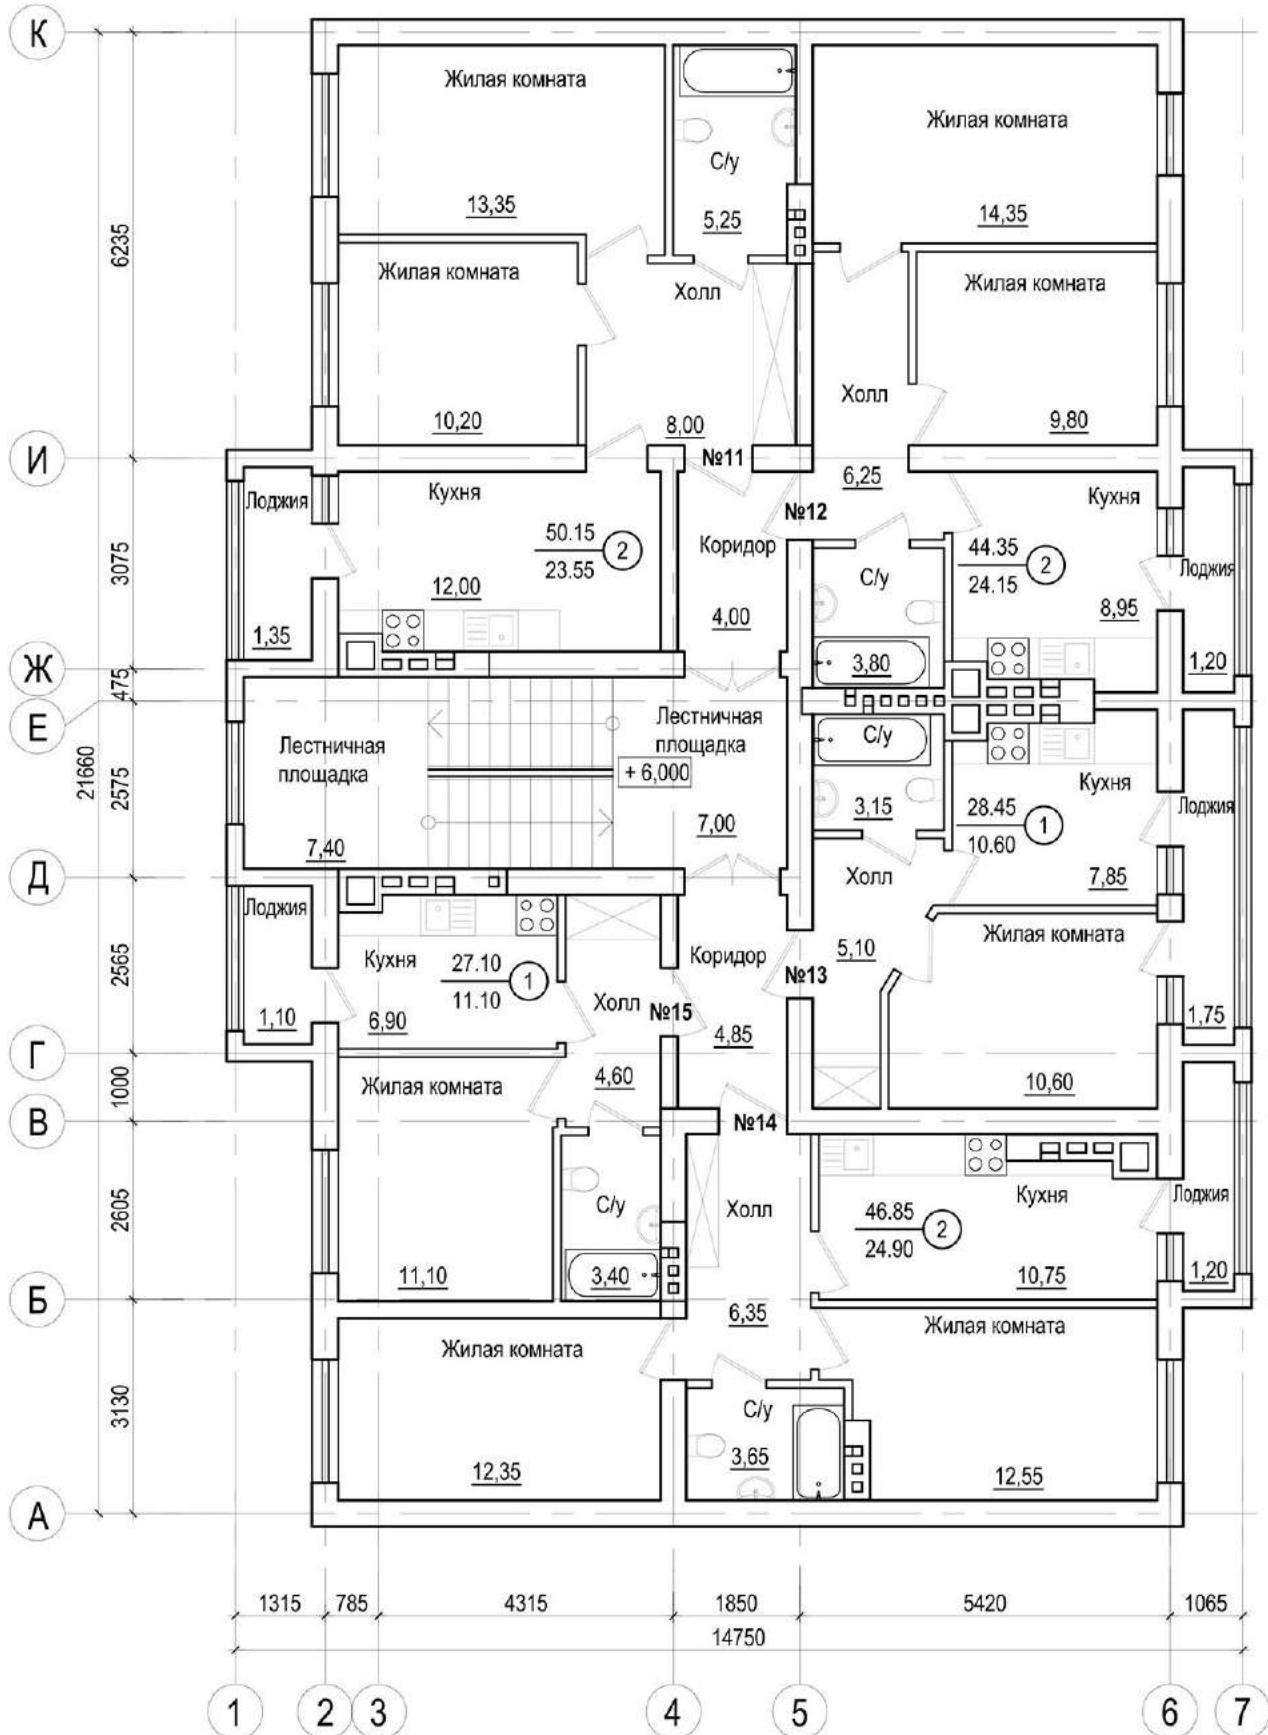 К
Жилая комната
Жилая комната
С/у
13,35
5,25
14,35
6235
Жилая комната
Холл
Жилая комната
Холл
10,20
8,00
9,80
И
№11
6,25
Лоджия
Кухня
Кухня
№12
50.15
23.55
2
Коридор
44.35
24.15
2
3075
С/у
Лоджия
12,00
8,95
1,35
4,00
3,80
1,20
Ж
475
Е
Лестничная
площадка
Лестничная
площадка
С/у
+ 6,000
21660
2575
Кухня
3,15
28.45
10.60
1
Лоджия
7,40
7,00
Д
Холл
7,85
Лоджия
Жилая комната
Кухня
27.10
11.10
1
Коридор
5,10
2565
№13
Холл
№15
1,10
6,90
4,85
1,75
Г
4,60
10,60
1000
Жилая комната
В
№14
2605
С/у
Холл
Кухня
Лоджия
46.85
24.90
2
11,10
3,40
10,75
1,20
Б
6,35
Жилая комната
Жилая комната
3130
С/у
12,35
3,65
12,55
А
1315
785
4315
1850
5420
1065
14750
1
2
3
4
5
6
7